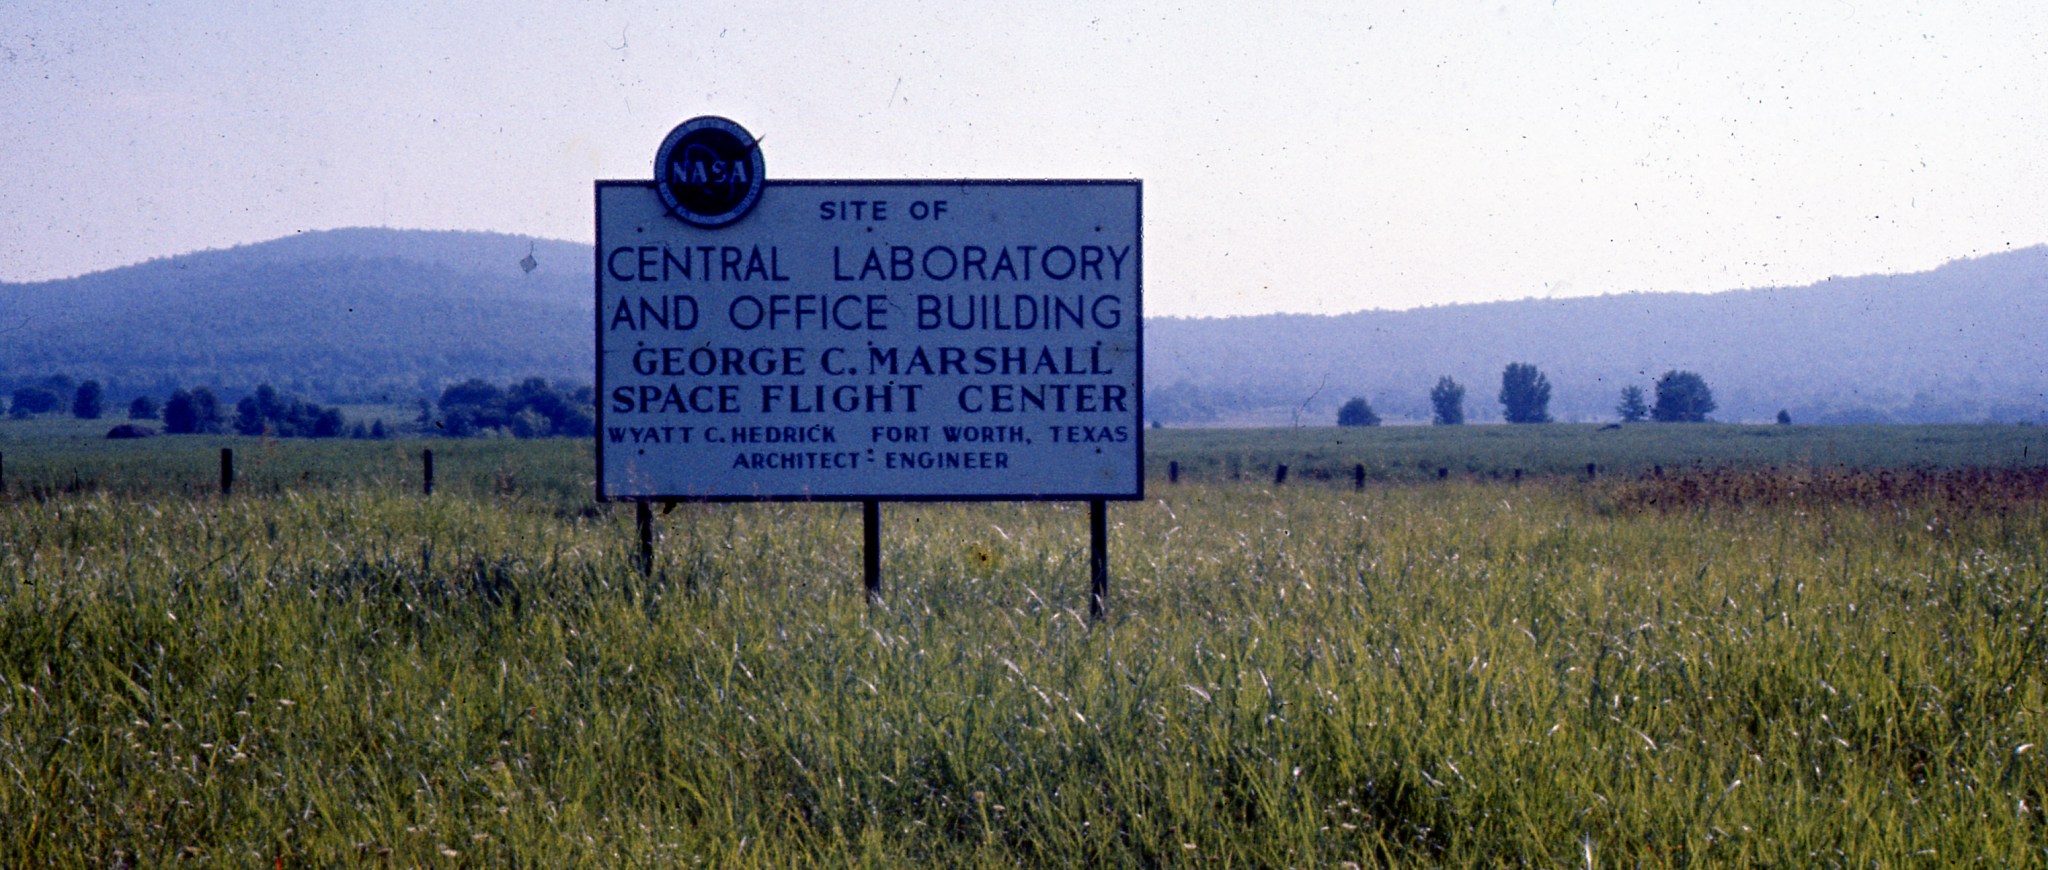 NASA
SITE OF
CENTRAL LABORATORY
AND OFFICE BUILDING
GEORGE C. MARSHALL
SPACE FLIGHT CENTER
WYATT C. HEDRICK FORT WORTH, TEXAS
ARCHITECT - ENGINEER